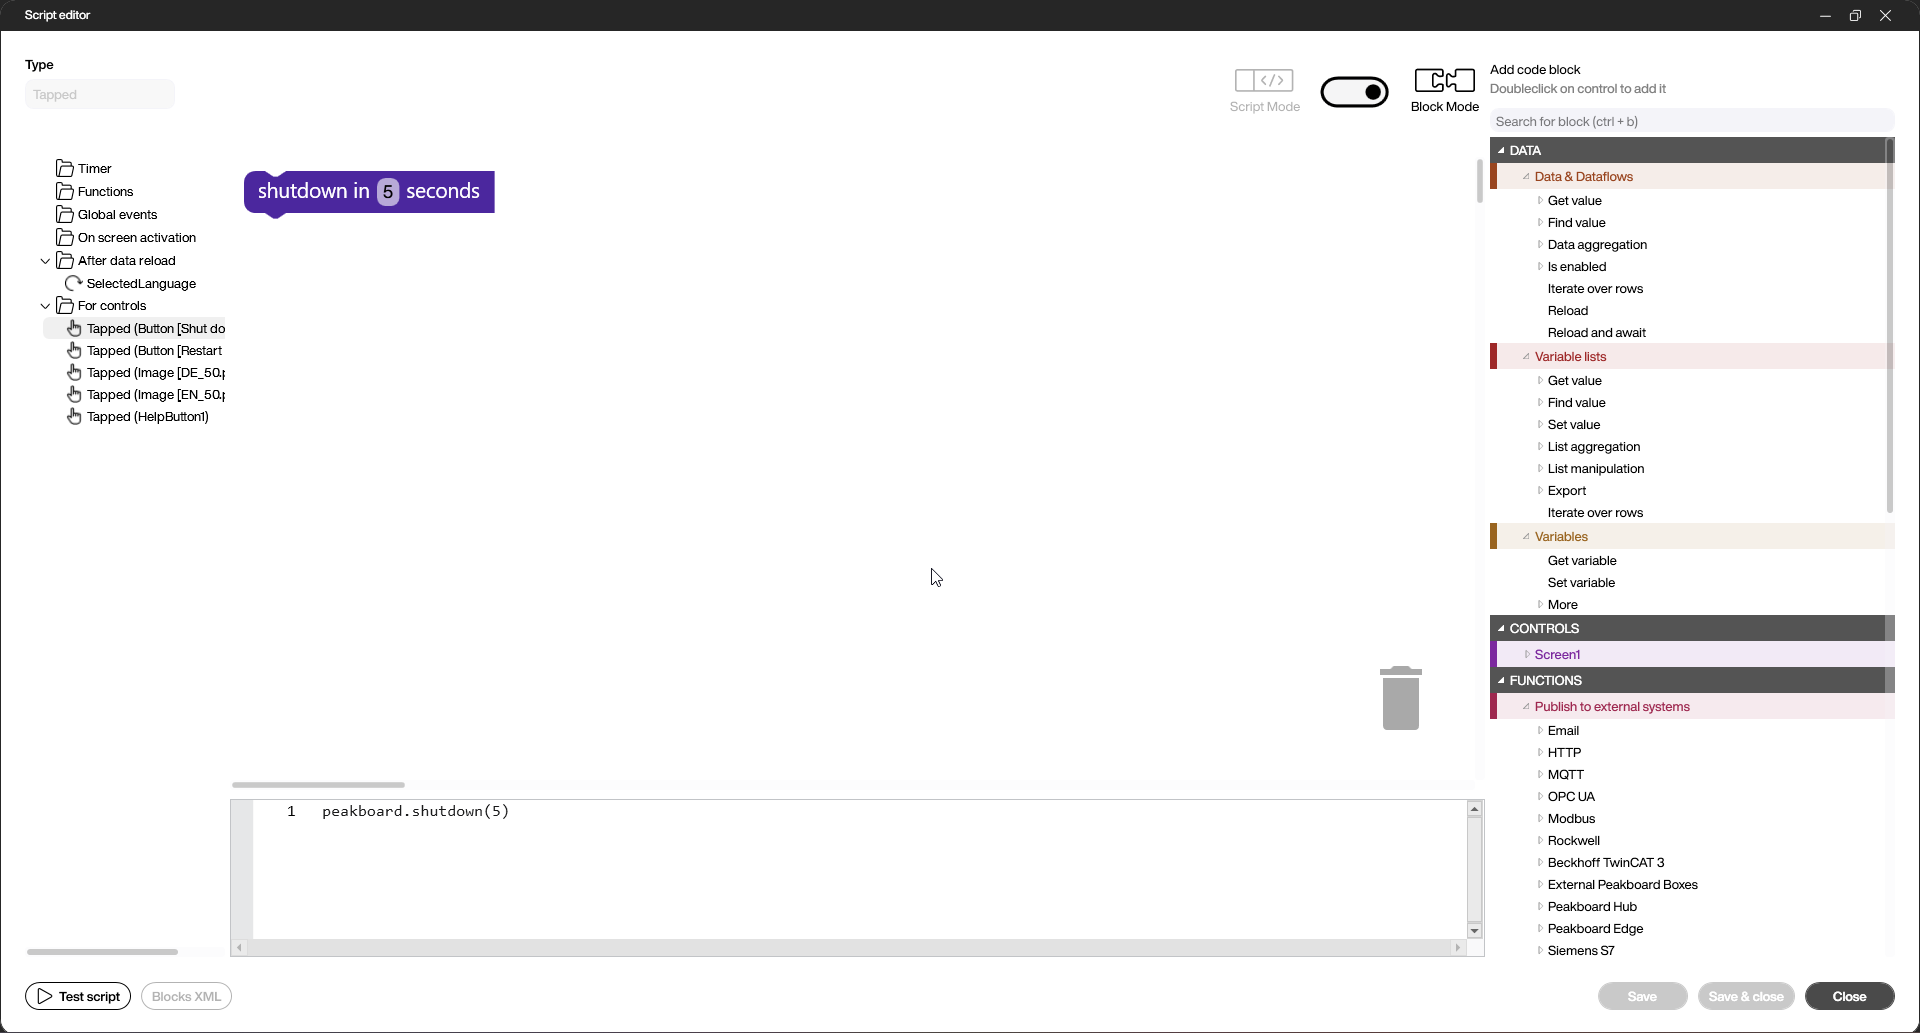 Script editor
Type
Tapped
Script Mode
Block Mode
Add code block
Doubleclick on control to add it
Search for block (ctrl + b)
Timer
Functions
Global events
On screen activation
After data reload
SelectedLanguage
For controls
Tapped (Button [Shut do
Tapped (Button [Restart
Tapped (Image [DE_50.p
Tapped (Image [EN_50.p
Tapped (HelpButton1)
shutdown in 5 seconds
1 peakboard.shutdown(5)
DATA
Data & Dataflows
Get value
Find value
Data aggregation
Is enabled
Iterate over rows
Reload
Reload and await
Variable lists
Get value
Find value
Set value
List aggregation
List manipulation
Export
Iterate over rows
Variables
Get variable
Set variable
More
CONTROLS
Screen1
FUNCTIONS
Publish to external systems
Email
HTTP
MQTT
OPC UA
Modbus
Rockwell
Beckhoff TwinCAT 3
External Peakboard Boxes
Peakboard Hub
Peakboard Edge
Siemens S7
Test script
Blocks XML
Save
Save & close
Close